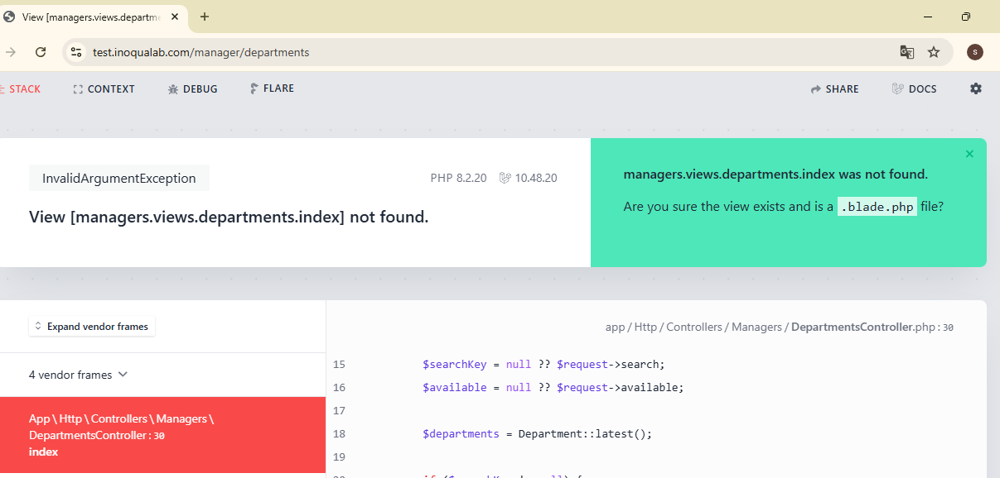 View [managers.views.departme
test.inoqualab.com/manager/departments
S
STACK
CONTEXT
DEBUG
FLARE
SHARE
DOCS
InvalidArgumentException
PHP 8.2.20
10.48.20
View [managers.views.departments.index] not found.
managers.views.departments.index was not found.
Are you sure the view exists and is a .blade.php file?
Expand vendor frames
4 vendor frames
App \ Http \ Controllers \ Managers \
DepartmentsController : 30
index
app / Http / Controllers / Managers / DepartmentsController.php : 30
15 $searchKey = null ?? $request->search;
16 $available = null ?? $request->available;
17
18 $departments = Department::latest();
19